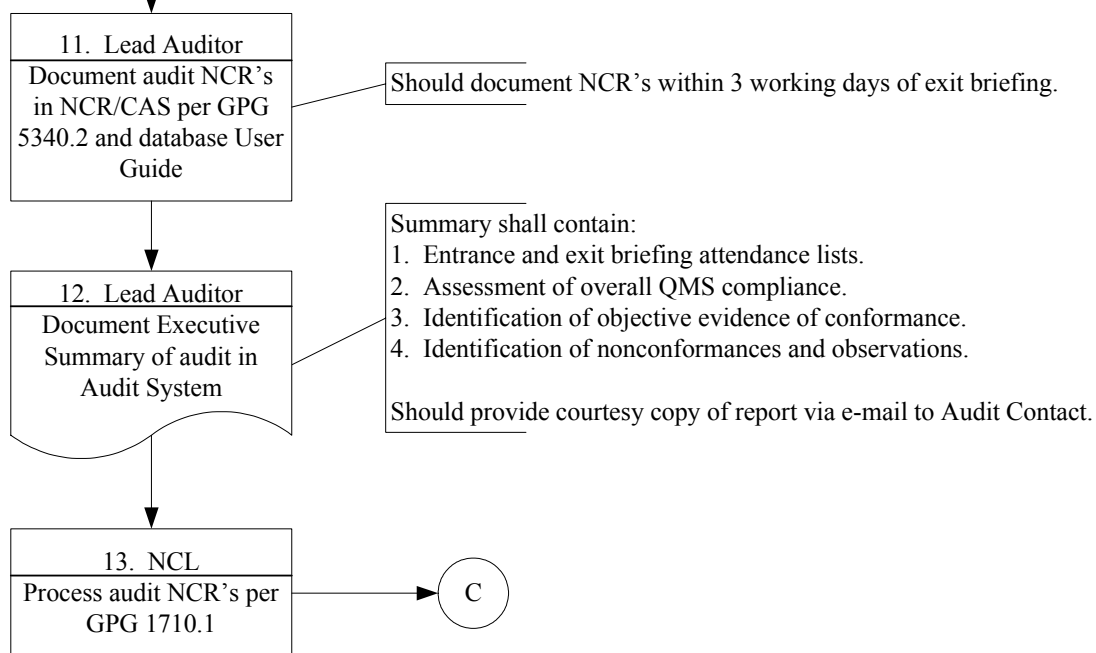 11.  Lead Auditor
Document audit NCR's
in NCR/CAS per GPG
5340.2 and database User
Guide
Should document NCR's within 3 working days of exit briefing.
12.  Lead Auditor
Document Executive
Summary of audit in
Audit System
Summary shall contain:
1.  Entrance and exit briefing attendance lists.
2.  Assessment of overall QMS compliance.
3.  Identification of objective evidence of conformance.
4.  Identification of nonconformances and observations.
Should provide courtesy copy of report via e-mail to Audit Contact.
13.  NCL
Process audit NCR's per
GPG 1710.1
C